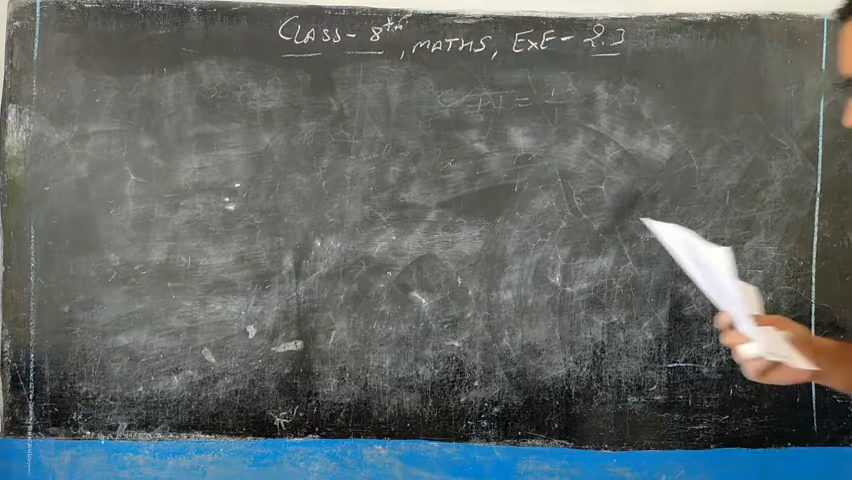 CLASS - 8th, MATHS, EXE - 2.3